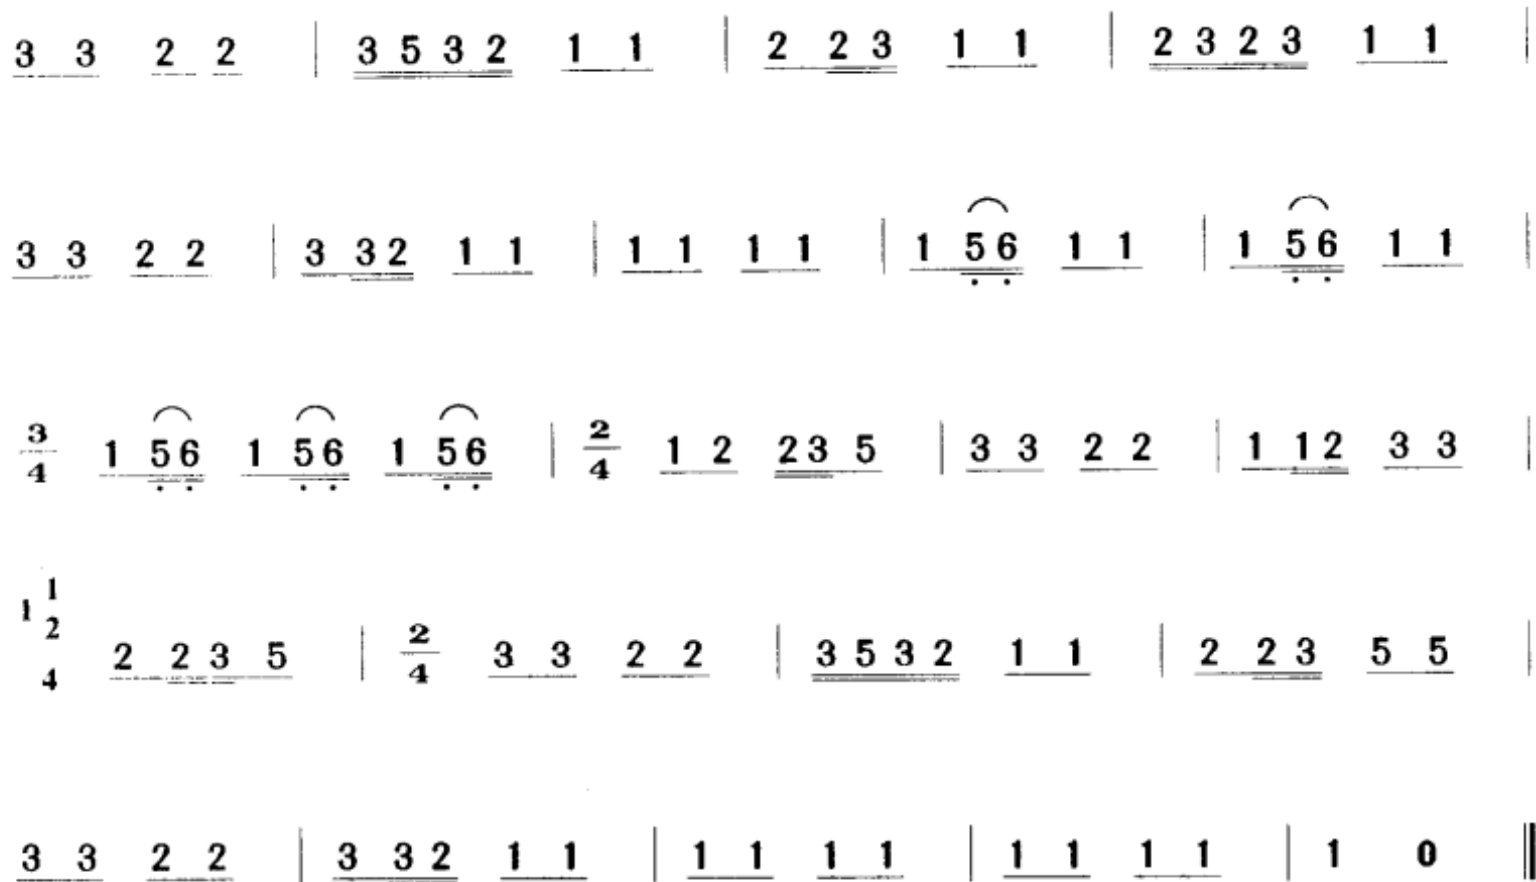 3 3 2 2 | 3 5 3 2 1 1 | 2 2 3 1 1 | 2 3 2 3 1 1 |
3 3 2 2 | 3 3 2 1 1 | 1 1 1 1 | 1 5 6 1 1 | 1 5 6 1 1 |
3/4 1 5 6 1 5 6 1 5 6 | 2/4 1 2 2 3 5 | 3 3 2 2 | 1 1 2 3 3 |
1 1/2/4 2 2 3 5 | 2/4 3 3 2 2 | 3 5 3 2 1 1 | 2 2 3 5 5 |
3 3 2 2 | 3 3 2 1 1 | 1 1 1 1 | 1 1 1 1 | 1 0 ‖